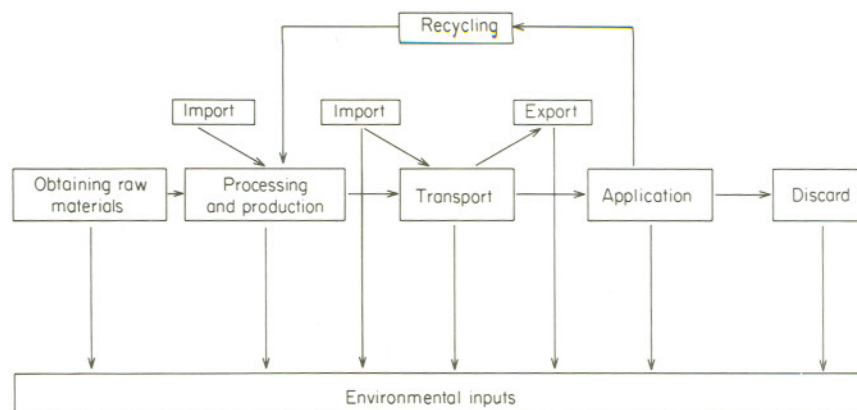 Recycling
Import
Import
Export
Obtaining raw
materials
Processing
and production
Transport
Application
Discard
Environmental inputs